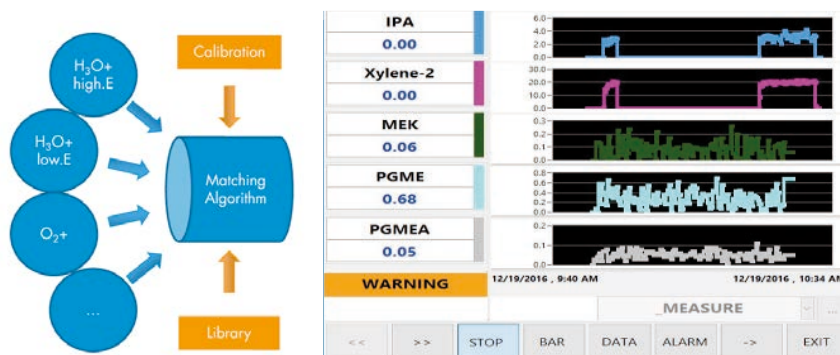 H₃O+
high.E
H₃O+
low.E
O₂+
...
Calibration
Matching
Algorithm
Library
IPA
0.00
6.0
4.0
2.0
0.0
Xylene-2
0.00
30.0
20.0
10.0
0.0
MEK
0.06
0.3
0.2
0.1
0.0
PGME
0.68
0.8
0.6
0.4
0.2
0.0
PGMEA
0.05
0.2
0.1
0.0
WARNING
12/19/2016 , 9:40 AM
12/19/2016 , 10:34 AM
_MEASURE
...
<< >> STOP BAR DATA ALARM -> EXIT